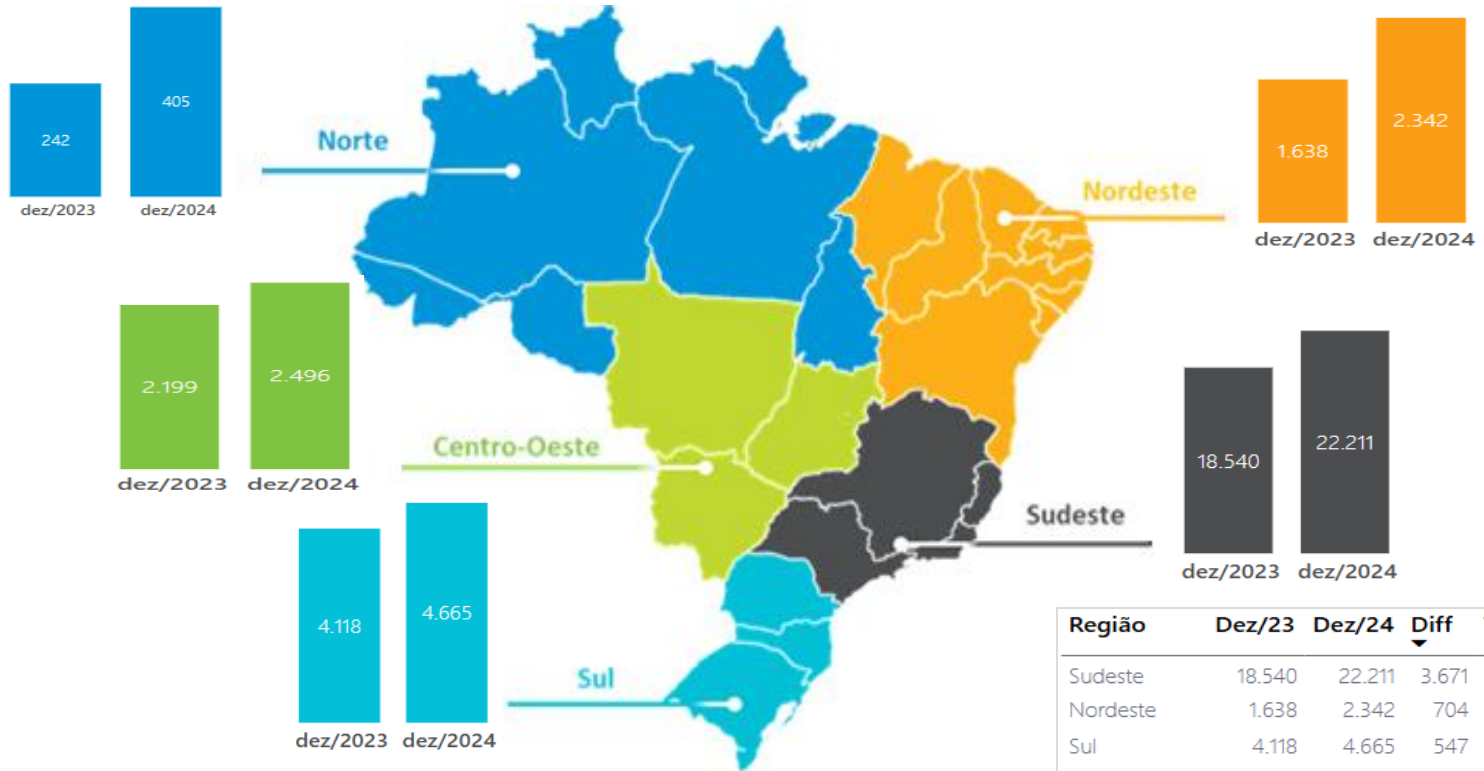 242
405
dez/2023 dez/2024
Norte
1.638
2.342
dez/2023 dez/2024
Nordeste
2.199
2.496
dez/2023 dez/2024
Centro-Oeste
18.540
22.211
dez/2023 dez/2024
Sudeste
4.118
4.665
dez/2023 dez/2024
Sul
Região Dez/23 Dez/24 Diff
Sudeste 18.540 22.211 3.671
Nordeste 1.638 2.342 704
Sul 4.118 4.665 547